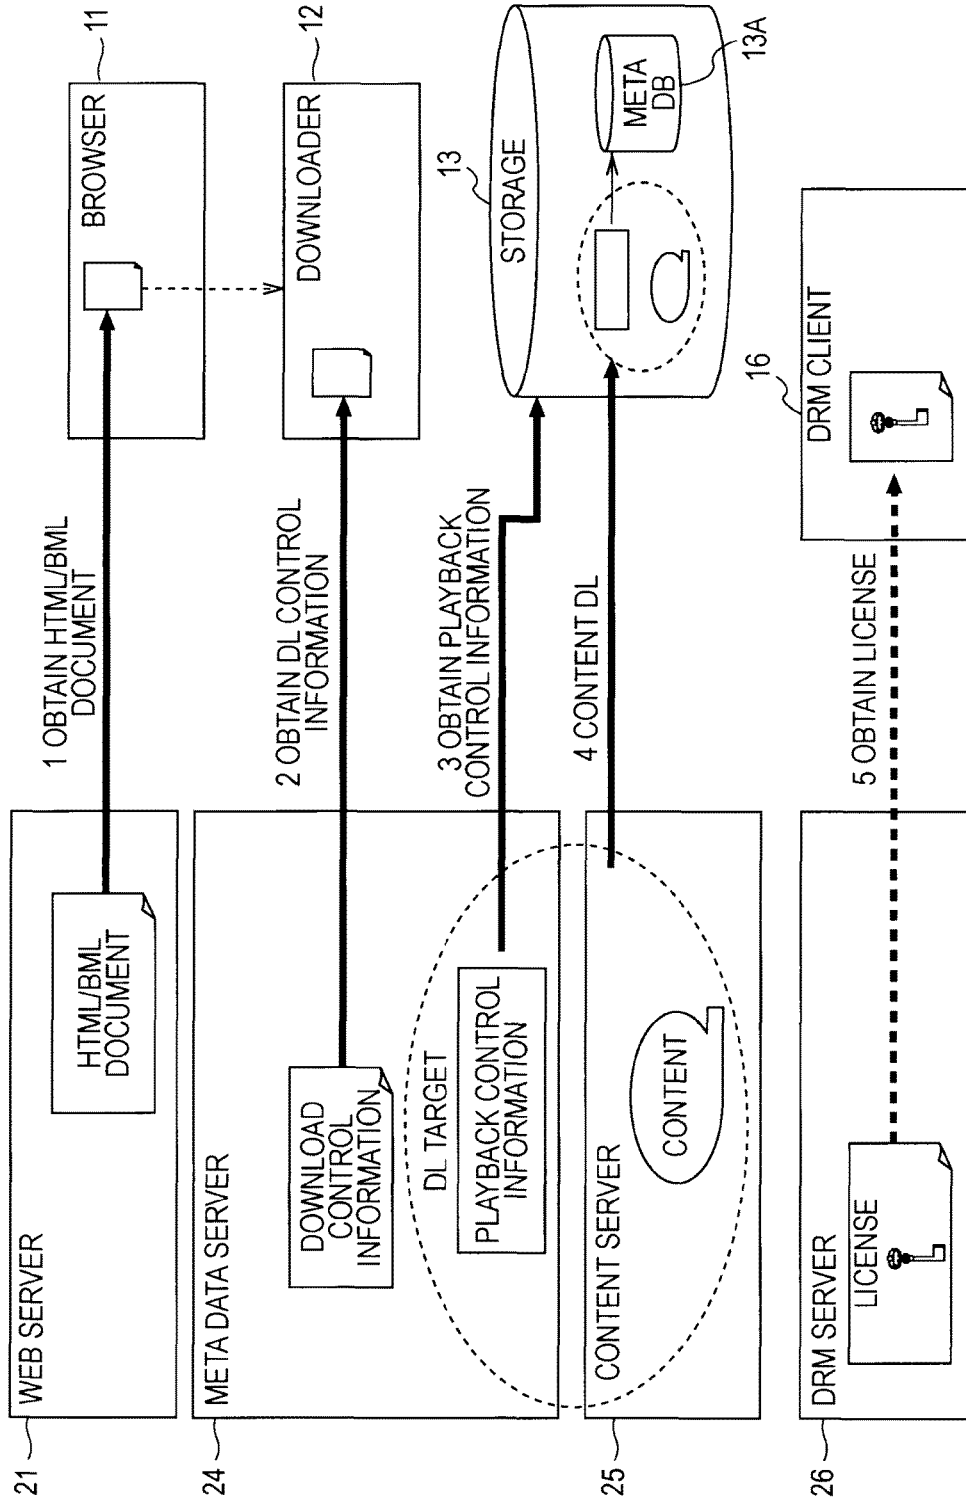 21
WEB SERVER
HTML/BML
DOCUMENT
1 OBTAIN HTML/BML
DOCUMENT
BROWSER
11
24
META DATA SERVER
DOWNLOAD
CONTROL
INFORMATION
2 OBTAIN DL CONTROL
INFORMATION
DOWNLOADER
12
DL TARGET
PLAYBACK CONTROL
INFORMATION
3 OBTAIN PLAYBACK
CONTROL INFORMATION
13
STORAGE
META
DB
13A
25
CONTENT SERVER
CONTENT
4 CONTENT DL
26
DRM SERVER
LICENSE
5 OBTAIN LICENSE
16
DRM CLIENT